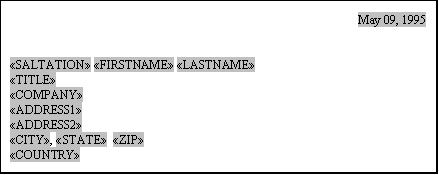 May 09, 1995
«SALTATION» «FIRSTNAME» «LASTNAME»
«TITLE»
«COMPANY»
«ADDRESS1»
«ADDRESS2»
«CITY», «STATE» «ZIP»
«COUNTRY»